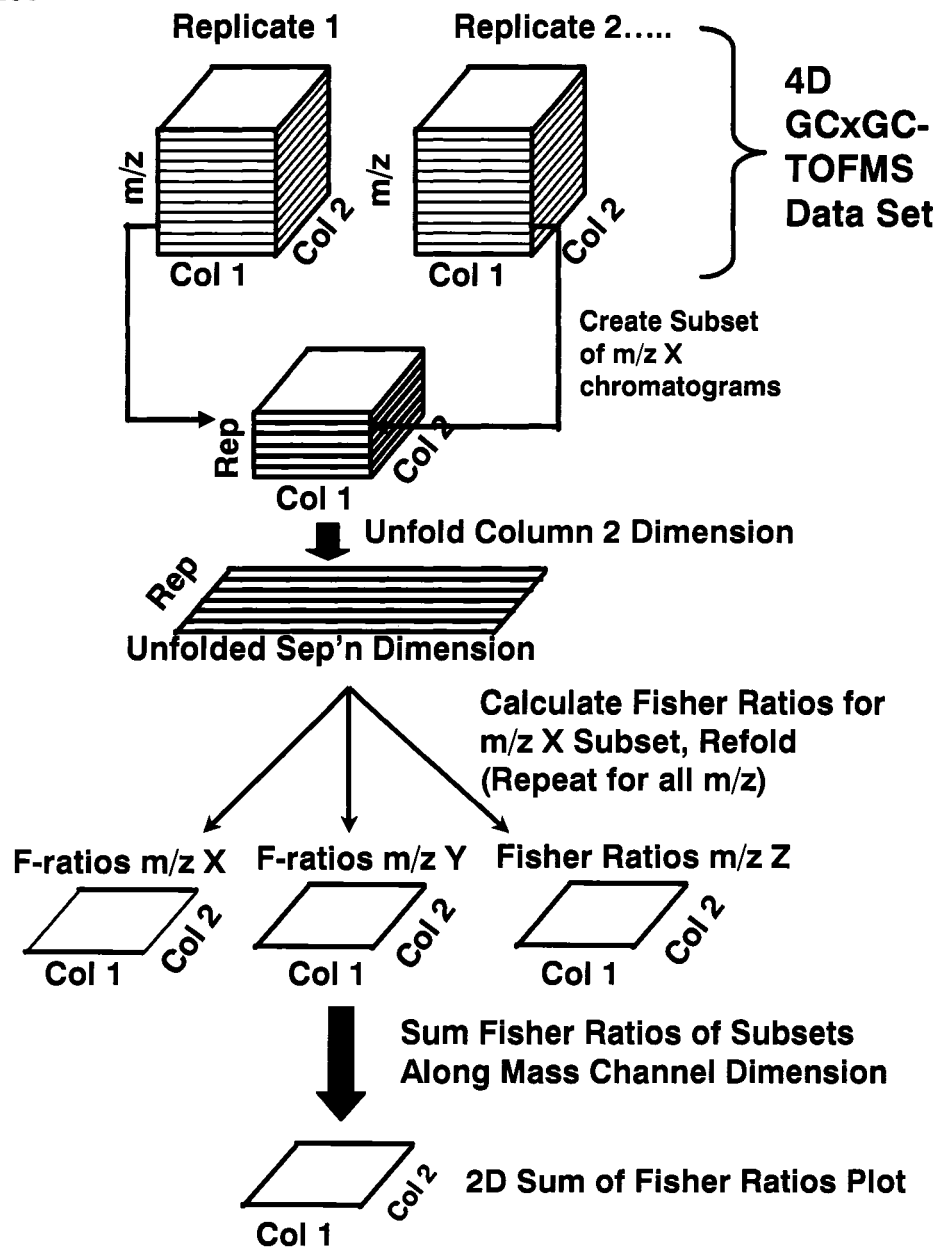 Replicate 1
Replicate 2.....
4D
GCxGC-
TOFMS
Data Set
m/z
Col 1
Col 2
m/z
Col 1
Col 2
Create Subset
of m/z X
chromatograms
Rep
Col 1
Col 2
Unfold Column 2 Dimension
Rep
Unfolded Sep'n Dimension
Calculate Fisher Ratios for
m/z X Subset, Refold
(Repeat for all m/z)
F-ratios m/z X
F-ratios m/z Y
Fisher Ratios m/z Z
Col 1
Col 2
Col 1
Col 2
Col 1
Col 2
Sum Fisher Ratios of Subsets
Along Mass Channel Dimension
2D Sum of Fisher Ratios Plot
Col 1
Col 2